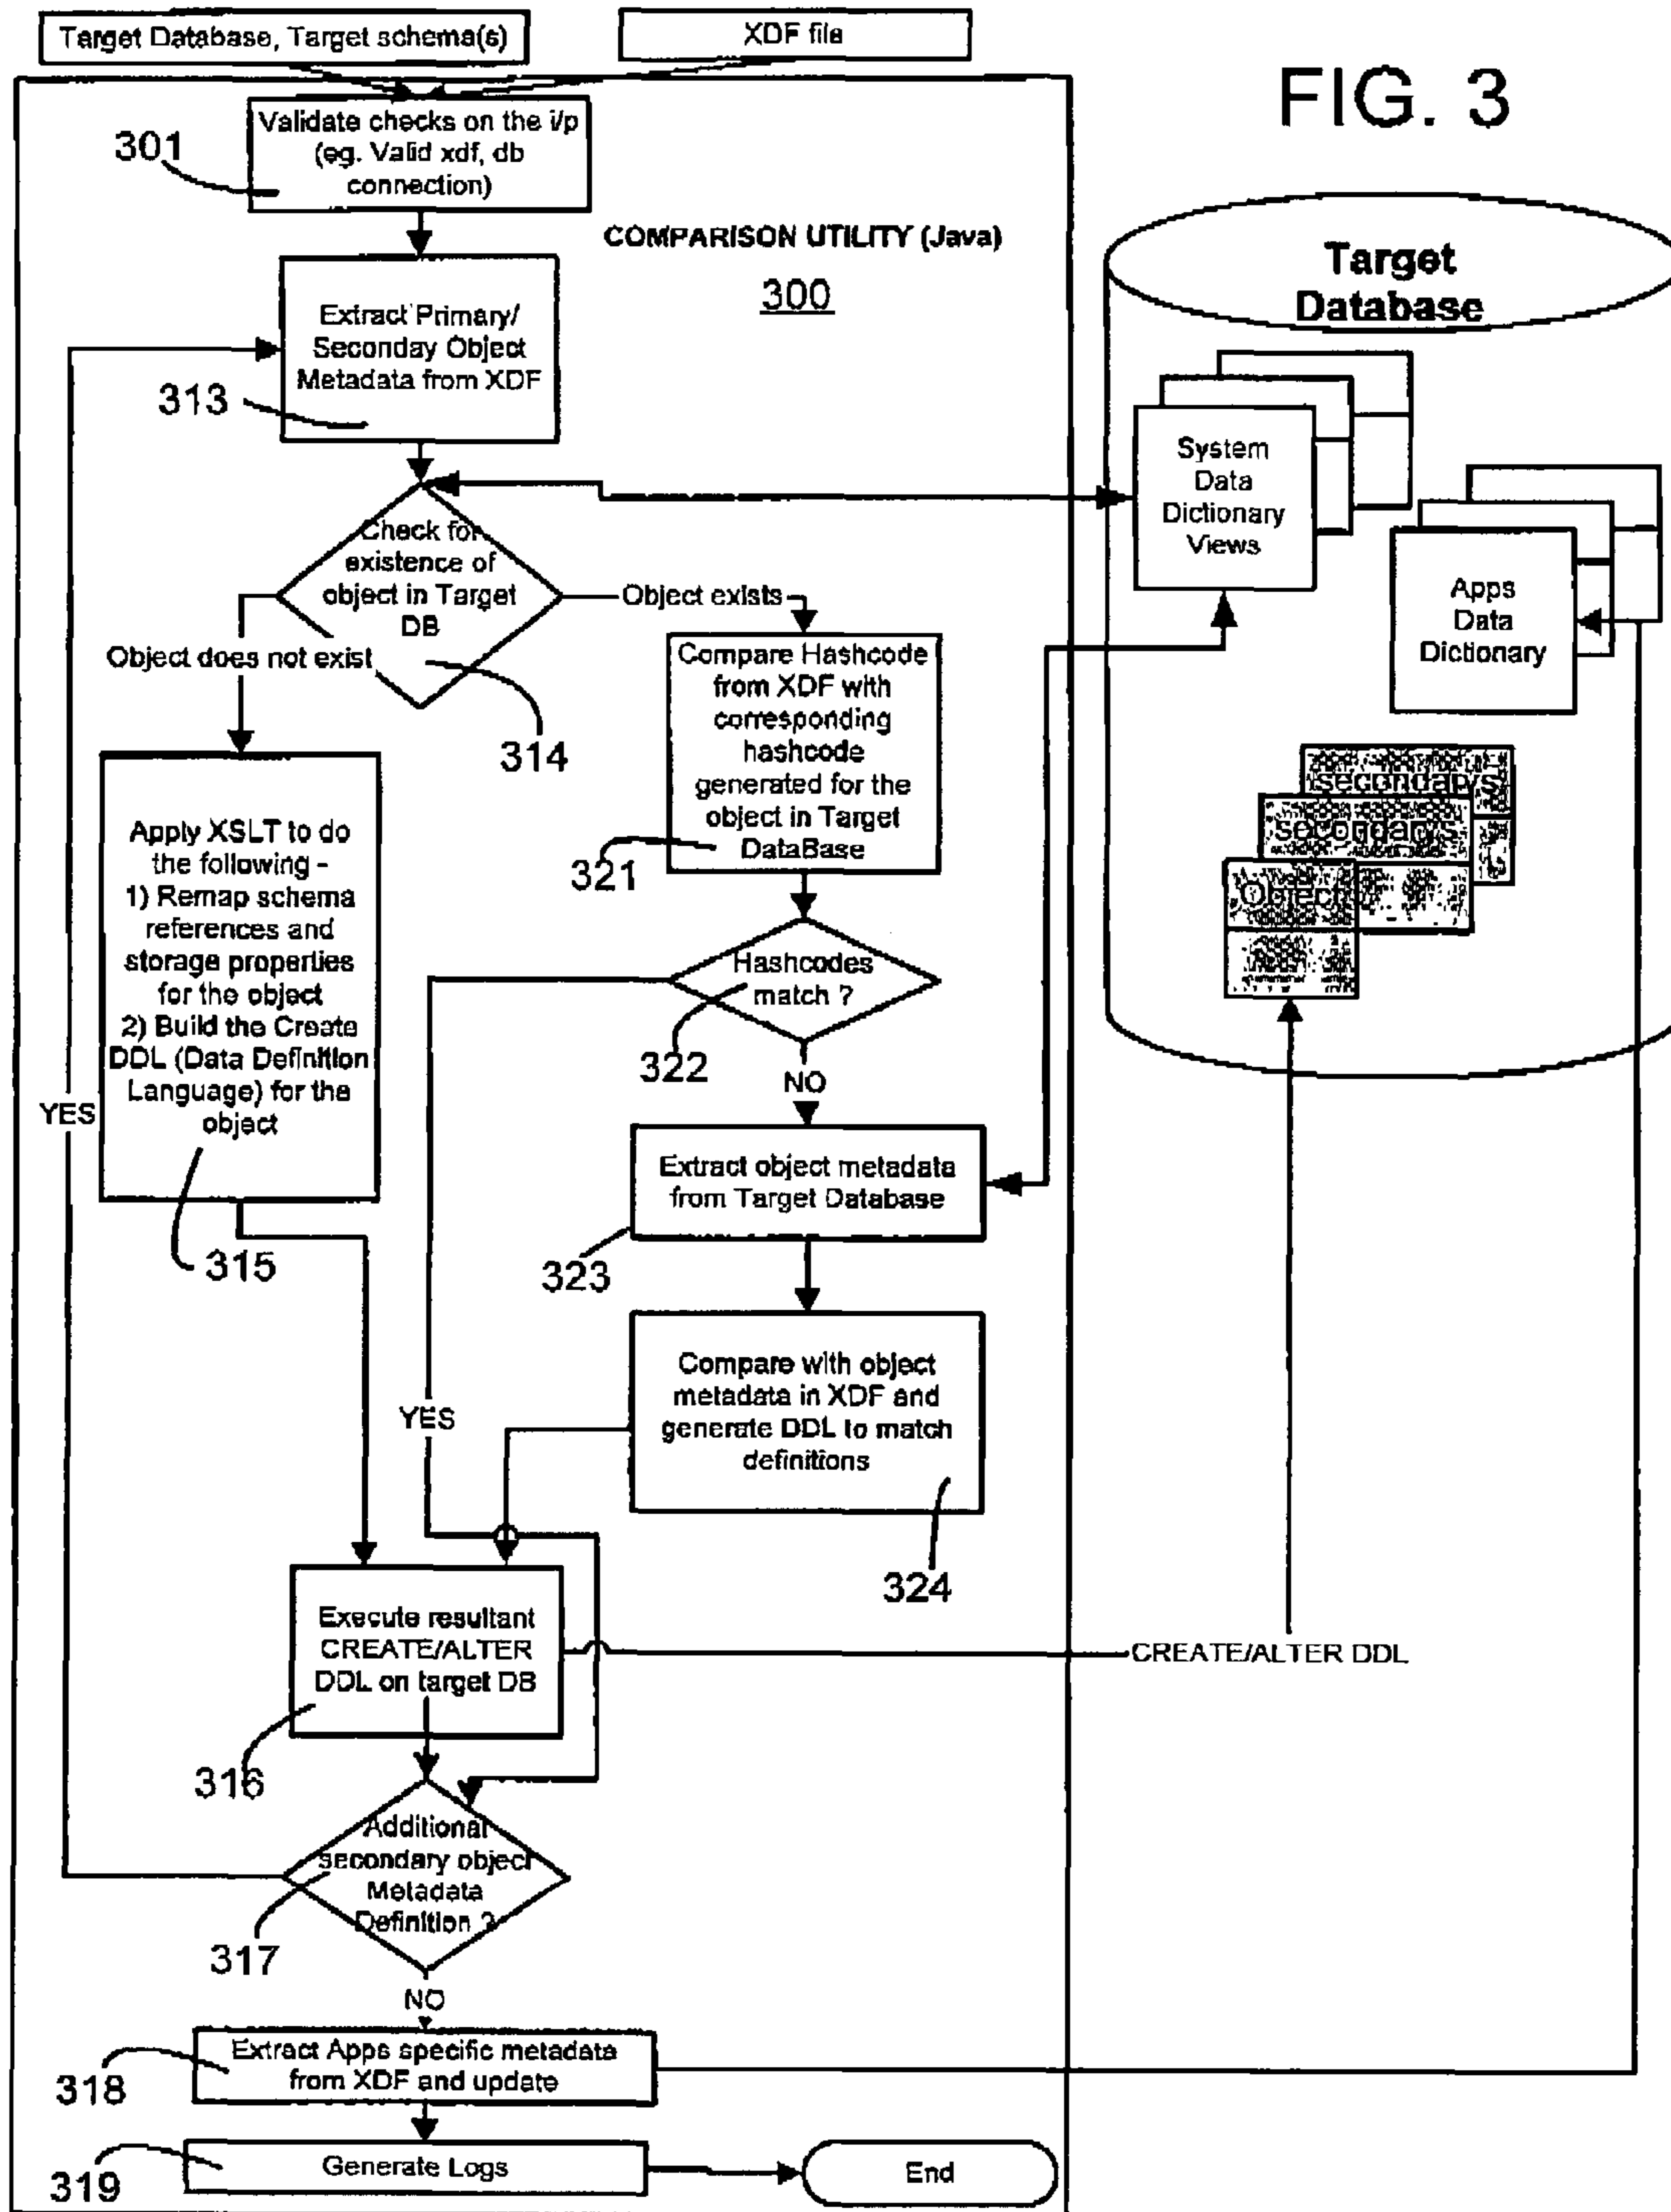 Target Database, Target schema(s)
XDF file
FIG. 3
Validate checks on the i/p
(eg. Valid xdf, db
connection)
301
COMPARISON UTILITY (Java)
300
Extract Primary/
Seconday Object
Metadata from XDF
313
Target
Database
System
Data
Dictionary
Views
Apps
Data
Dictionary
Check for
existence of
object in Target
DB
Object exists
Object does not exist
314
Compare Hashcode
from XDF with
corresponding
hashcode
generated for the
object in Target
DataBase
321
secondary
secondary
Object
Apply XSLT to do
the following -
1) Remap schema
references and
storage properties
for the object
2) Build the Create
DDL (Data Definition
Language) for the
object
315
Hashcodes
match ?
322
NO
YES
Extract object metadata
from Target Database
323
Compare with object
metadata in XDF and
generate DDL to match
definitions
324
YES
Execute resultant
CREATE/ALTER
DDL on target DB
316
CREATE/ALTER DDL
Additional
secondary object
Metadata
Definition ?
317
NO
Extract Apps specific metadata
from XDF and update
318
Generate Logs
319
End